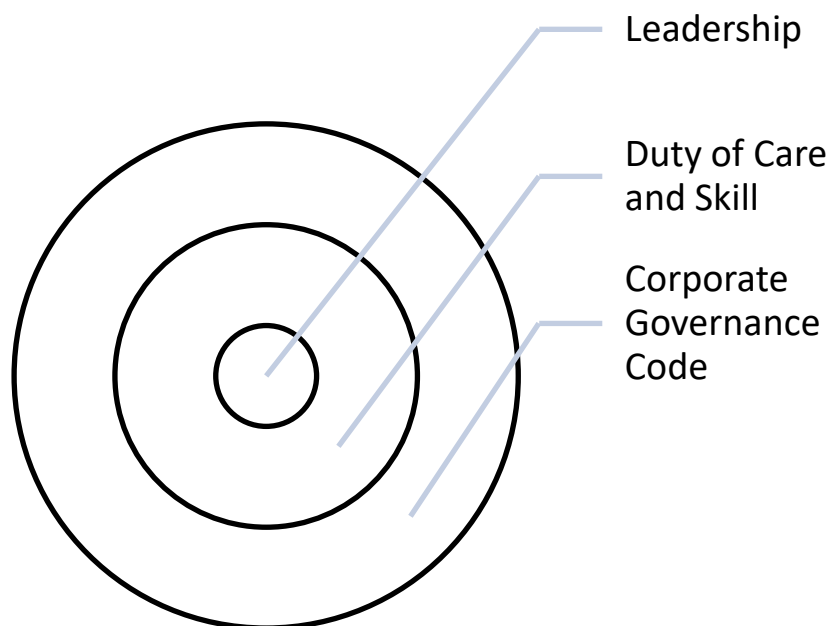 Leadership
Duty of Care
and Skill
Corporate
Governance
Code